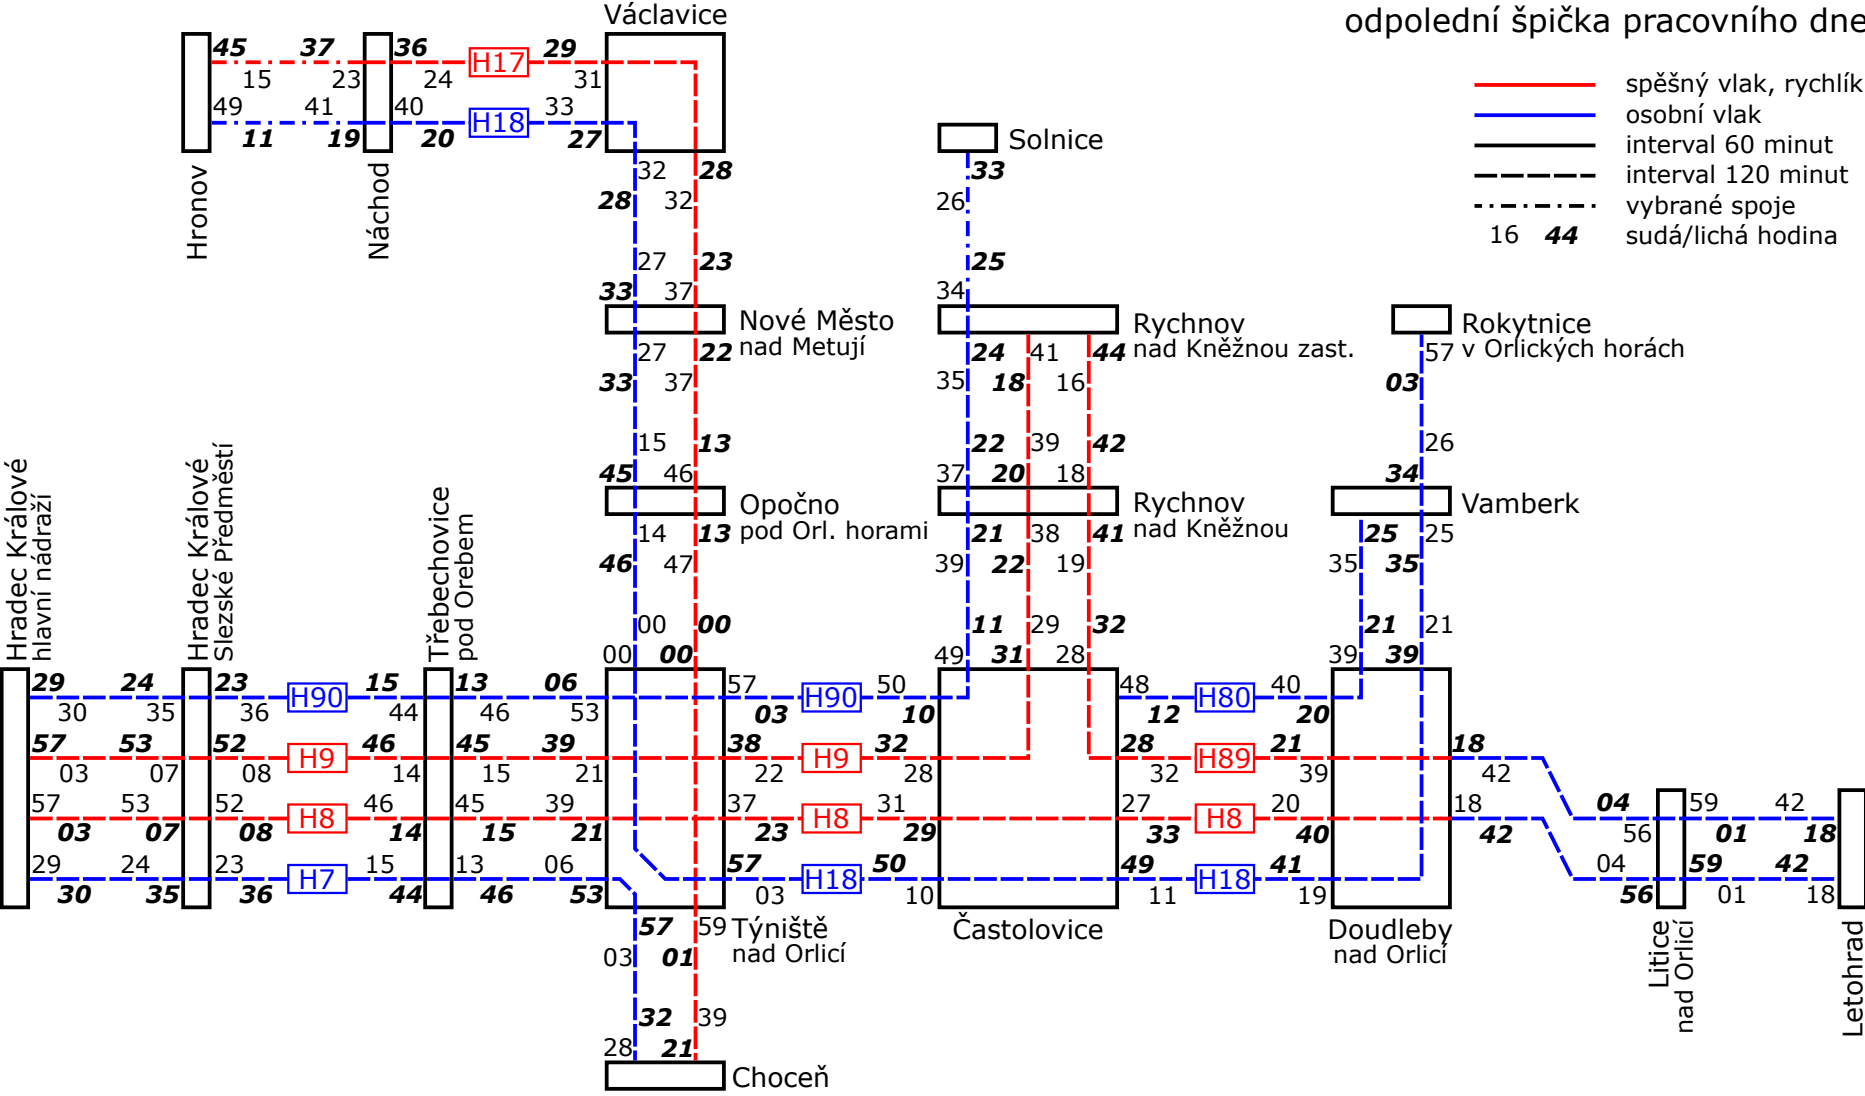 Václavice
odpolední špička pracovního dne
45 37 36 H17 29
15 23 24 31
49 41 40 H18 33
11 19 20 27
Hronov
Náchod
spěšný vlak, rychlík
osobní vlak
interval 60 minut
interval 120 minut
vybrané spoje
16 44 sudá/lichá hodina
32 28
28 32
27 23
33 37
Nové Město
nad Metují
27 22
33 37
15 13
45 46
Opočno
pod Orl. horami
14 13
46 47
00 00
00 00
Solnice
33
26
25
34
Rychnov
nad Kněžnou zast.
24 41 44
35 18 16
22 39 42
37 20 18
Rychnov
nad Kněžnou
21 38 41
39 22 19
11 29 32
49 31 28
Rokytnice
v Orlických horách
57
03
26
34
Vamberk
25 25
35 35
21 21
39 39
Hradec Králové
hlavní nádraží
Hradec Králové
Slezské Předměstí
Třebechovice
pod Orebem
29 24 23 H90 15 13 06 57 H90 50 48 H80 40
30 35 36 44 46 53 03 10 12 20
57 53 52 H9 46 45 39 38 H9 32 28 H89 21 18
03 07 08 14 15 21 22 28 32 39 42
57 53 52 H8 46 45 39 37 H8 31 27 H8 20 18
03 07 08 14 15 21 23 29 33 40 42
29 24 23 H7 15 13 06 57 H18 50 49 H18 41
30 35 36 44 46 53 03 10 11 19
04 59 42
56 01 18
04 59 42
56 01 18
57 59
03 01
32 39
28 21
Týniště
nad Orlicí
Častolovice
Doudleby
nad Orlicí
Litice
nad Orlicí
Letohrad
Choceň